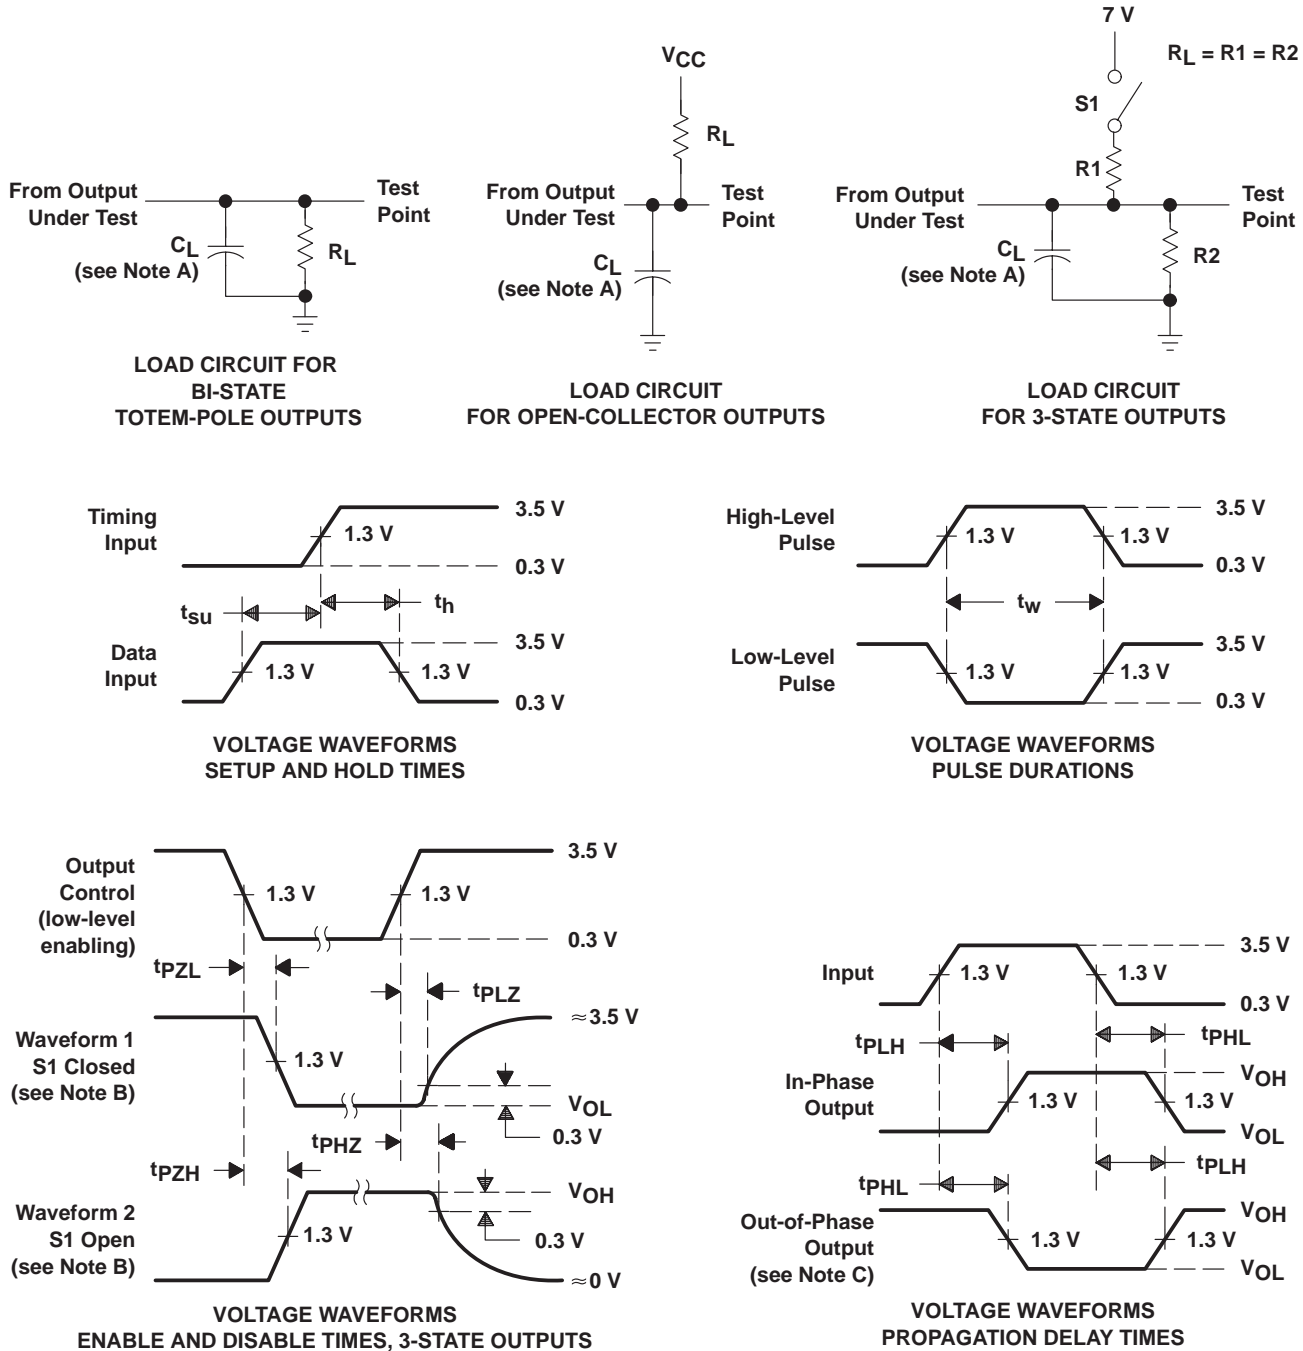 From Output
Under Test
CL
(see Note A)
RL
Test
Point
LOAD CIRCUIT FOR
BI-STATE
TOTEM-POLE OUTPUTS
VCC
RL
From Output
Under Test
Test
Point
CL
(see Note A)
LOAD CIRCUIT
FOR OPEN-COLLECTOR OUTPUTS
7 V
RL = R1 = R2
S1
R1
From Output
Under Test
Test
Point
CL
(see Note A)
R2
LOAD CIRCUIT
FOR 3-STATE OUTPUTS
Timing
Input
1.3 V
3.5 V
0.3 V
tsu
th
Data
Input
1.3 V
1.3 V
3.5 V
0.3 V
VOLTAGE WAVEFORMS
SETUP AND HOLD TIMES
High-Level
Pulse
1.3 V
1.3 V
3.5 V
0.3 V
tw
Low-Level
Pulse
1.3 V
1.3 V
3.5 V
0.3 V
VOLTAGE WAVEFORMS
PULSE DURATIONS
Output
Control
(low-level
enabling)
1.3 V
1.3 V
3.5 V
0.3 V
tPZL
tPLZ
Waveform 1
S1 Closed
(see Note B)
1.3 V
≈3.5 V
VOL
0.3 V
tPHZ
tPZH
Waveform 2
S1 Open
(see Note B)
1.3 V
VOH
0.3 V
≈0 V
VOLTAGE WAVEFORMS
ENABLE AND DISABLE TIMES, 3-STATE OUTPUTS
Input
1.3 V
1.3 V
3.5 V
0.3 V
tPLH
tPHL
In-Phase
Output
1.3 V
1.3 V
VOH
VOL
tPHL
tPLH
Out-of-Phase
Output
(see Note C)
1.3 V
1.3 V
VOH
VOL
VOLTAGE WAVEFORMS
PROPAGATION DELAY TIMES